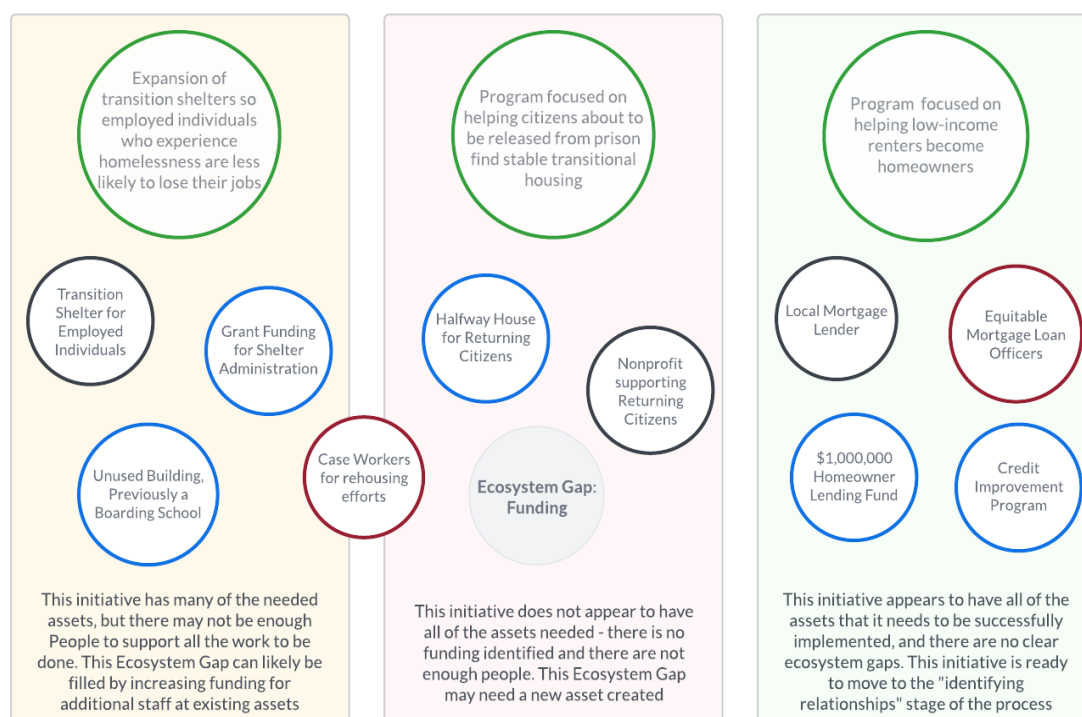 Expansion of
transition shelters so
employed individuals
who experience
homelessness are less
likely to lose their jobs
Transition
Shelter for
Employed
Individuals
Grant Funding
for Shelter
Administration
Unused Building,
Previously a
Boarding School
Case Workers
for rehousing
efforts
This initiative has many of the needed
assets, but there may not be enough
People to support all the work to be
done. This Ecosystem Gap can likely be
filled by increasing funding for
additional staff at existing assets
Program focused on
helping citizens about to
be released from prison
find stable transitional
housing
Halfway House
for Returning
Citizens
Nonprofit
supporting
Returning
Citizens
Ecosystem Gap:
Funding
This initiative does not appear to have
all of the assets needed - there is no
funding identified and there are not
enough people. This Ecosystem Gap
may need a new asset created
Program focused on
helping low-income
renters become
homeowners
Local Mortgage
Lender
Equitable
Mortgage Loan
Officers
$1,000,000
Homeowner
Lending Fund
Credit
Improvement
Program
This initiative appears to have all of the
assets that it needs to be successfully
implemented, and there are no clear
ecosystem gaps. This initiative is ready
to move to the "identifying
relationships" stage of the process